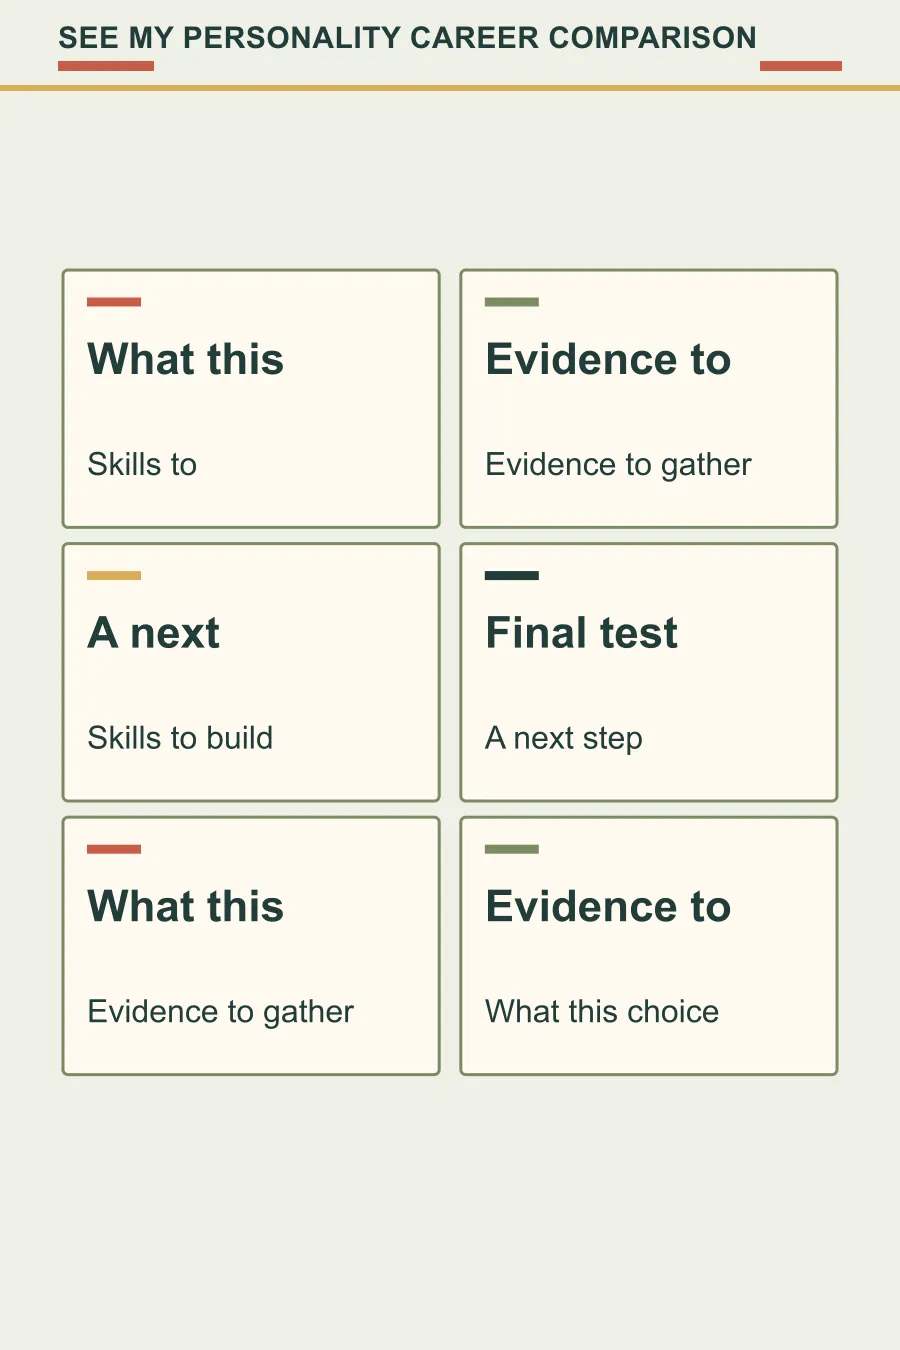 SEE MY PERSONALITY CAREER COMPARISON
What this
Skills to
Evidence to
Evidence to gather
A next
Skills to build
Final test
A next step
What this
Evidence to gather
Evidence to
What this choice